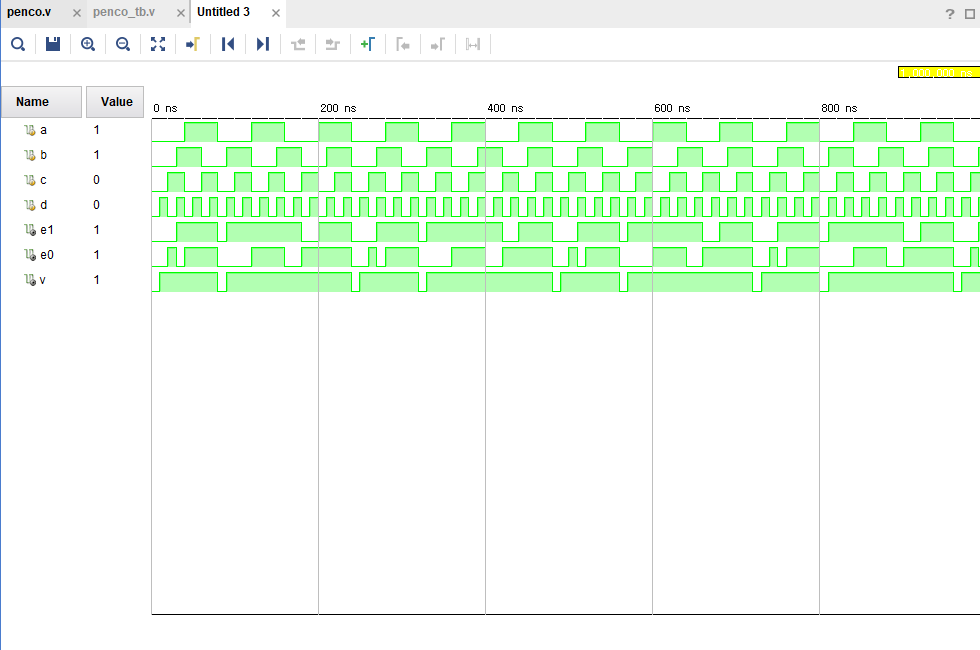 penco.v × penco_tb.v × Untitled 3 × ?
Name Value 0 ns 200 ns 400 ns 600 ns 800 ns
a 1
b 1
c 0
d 0
e1 1
e0 1
v 1